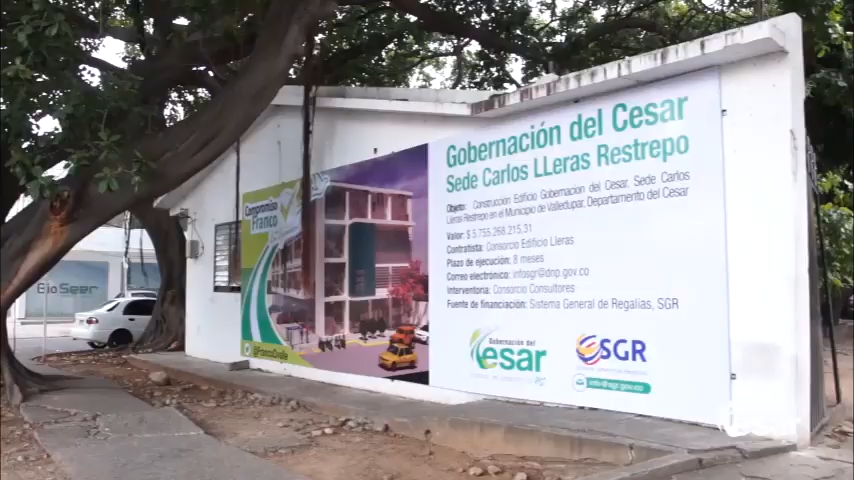 Gobernación del Cesar
Sede Carlos LLeras Restrepo
Objeto: Construcción Edificio Gobernacion del Cesar, Sede Carlos
Lleras Restrepo en el Municipio de Valledupar, Departamento del Cesar
Valor: $ 5.755.268.215,31
Contratista: Consorcio Edificio Lleras
Plazo de ejecución: 8 meses
Correo electrónico: infosgr@dnp.gov.co
Interventoria: Consorcio Consultores
Fuente de financiación: Sistema General de Regalias, SGR
Compromiso
Franco
@FrancoOvalle
Gobernación del
Cesar
SGR
info@sgr.gov.co
BioSeer